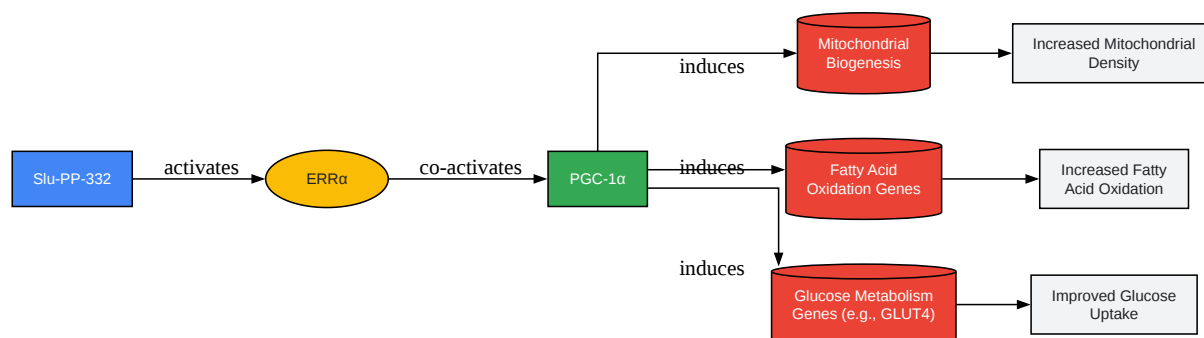 Mitochondrial
Biogenesis
Increased Mitochondrial
Density
induces
Slu-PP-332
activates
ERRα
co-activates
PGC-1α
induces
Fatty Acid
Oxidation Genes
Increased Fatty
Acid Oxidation
induces
Glucose Metabolism
Genes (e.g., GLUT4)
Improved Glucose
Uptake